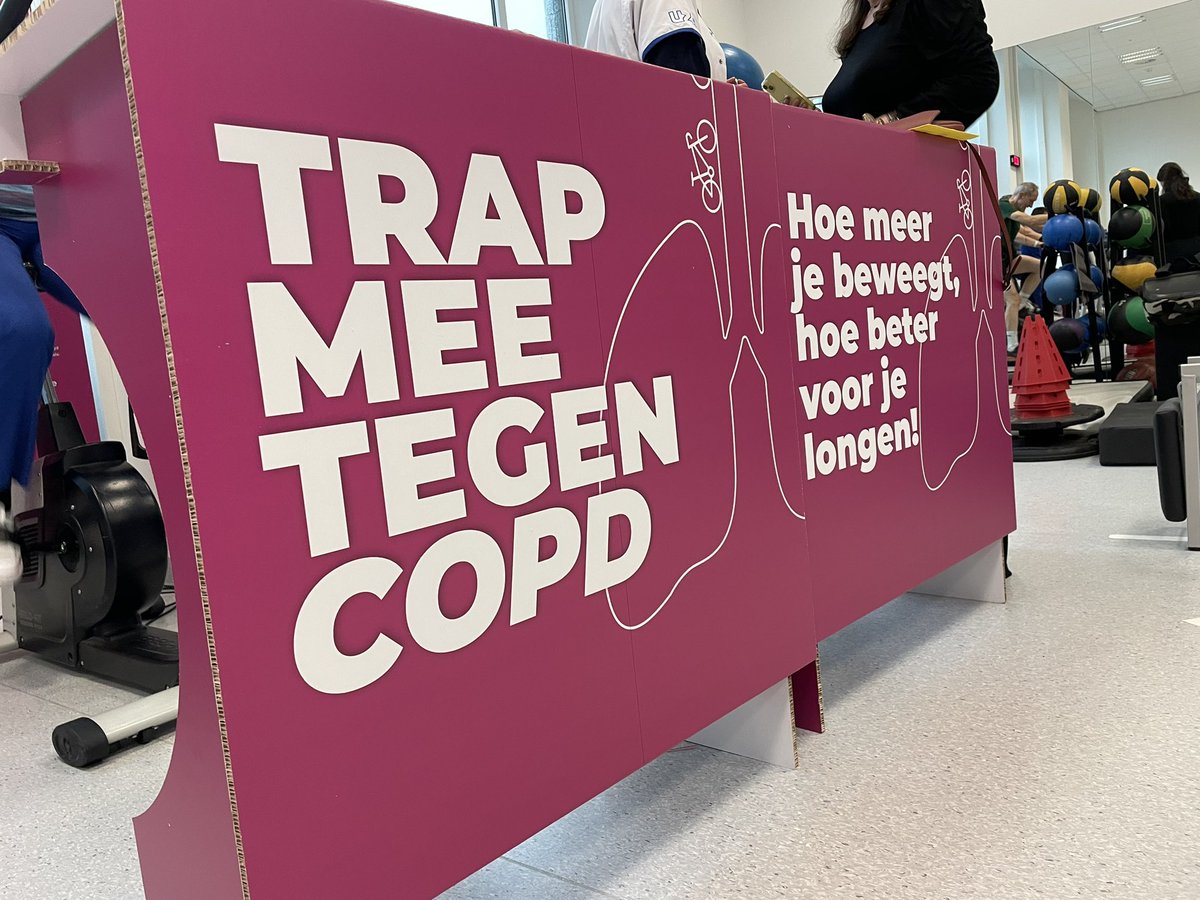 TRAP
MEE
TEGEN
COPD
Hoe meer
je beweegt,
hoe beter
voor je
longen!